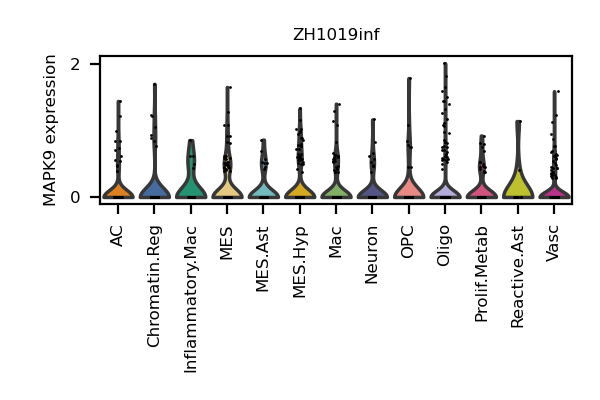 ZH1019inf
MAPK9 expression
2
0
AC
Chromatin.Reg
Inflammatory.Mac
MES
MES.Ast
MES.Hyp
Mac
Neuron
OPC
Oligo
Prolif.Metab
Reactive.Ast
Vasc